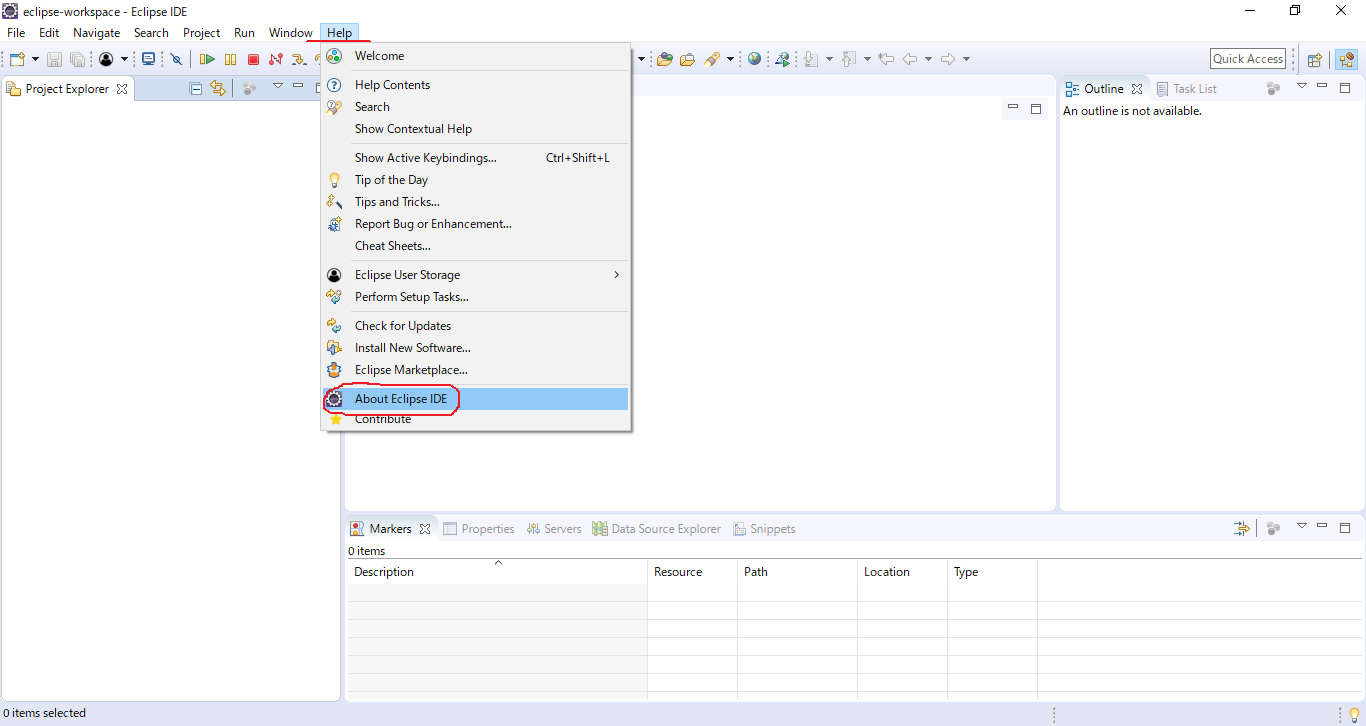 eclipse-workspace - Eclipse IDE
File Edit Navigate Search Project Run Window Help
Quick Access
Project Explorer
Welcome
Help Contents
Search
Show Contextual Help
Show Active Keybindings... Ctrl+Shift+L
Tip of the Day
Tips and Tricks...
Report Bug or Enhancement...
Cheat Sheets...
Eclipse User Storage
Perform Setup Tasks...
Check for Updates
Install New Software...
Eclipse Marketplace...
About Eclipse IDE
Contribute
Outline Task List
An outline is not available.
Markers Properties Servers Data Source Explorer Snippets
0 items
Description Resource Path Location Type
0 items selected